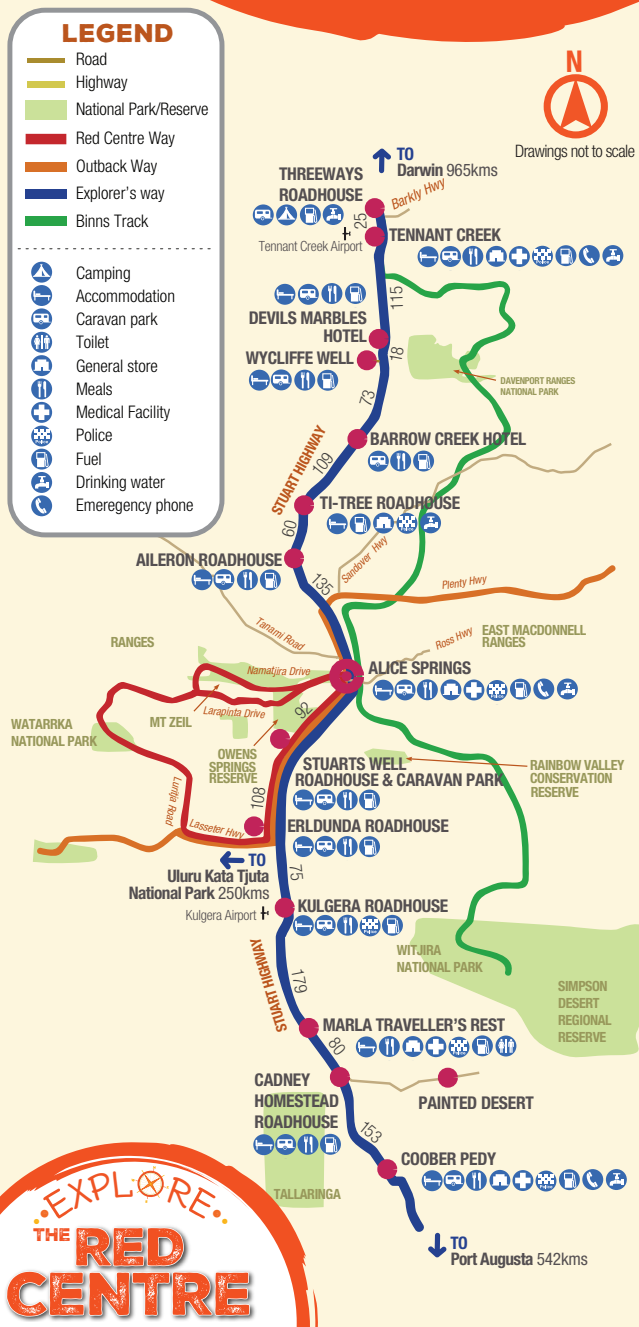 LEGEND
Road
Highway
National Park/Reserve
Red Centre Way
Outback Way
Explorer's way
Binns Track
Camping
Accommodation
Caravan park
Toilet
General store
Meals
Medical Facility
Police
Fuel
Drinking water
Emeregency phone
N
Drawings not to scale
TO
Darwin 965kms
THREEWAYS
ROADHOUSE
Barkly Hwy
25
Tennant Creek Airport
TENNANT CREEK
115
DEVILS MARBLES
HOTEL
18
WYCLIFFE WELL
DAVENPORT RANGES
NATIONAL PARK
73
BARROW CREEK HOTEL
STUART HIGHWAY
109
TI-TREE ROADHOUSE
60
Sandover Hwy
AILERON ROADHOUSE
135
Plenty Hwy
Tanami Road
Ross Hwy
EAST MACDONNELL
RANGES
RANGES
Namatjira Drive
ALICE SPRINGS
MT ZEIL
Larapinta Drive
92
WATARRKA
NATIONAL PARK
OWENS
SPRINGS
RESERVE
STUARTS WELL
ROADHOUSE & CARAVAN PARK
RAINBOW VALLEY
CONSERVATION
RESERVE
Luritja Road
108
Lasseter Hwy
ERLDUNDA ROADHOUSE
TO
Uluru Kata Tjuta
National Park 250kms
75
KULGERA ROADHOUSE
Kulgera Airport
WITJIRA
NATIONAL PARK
STUART HIGHWAY
179
SIMPSON
DESERT
REGIONAL
RESERVE
MARLA TRAVELLER'S REST
80
CADNEY
HOMESTEAD
ROADHOUSE
PAINTED DESERT
153
COOBER PEDY
TALLARINGA
TO
Port Augusta 542kms
EXPLORE
THE RED
CENTRE